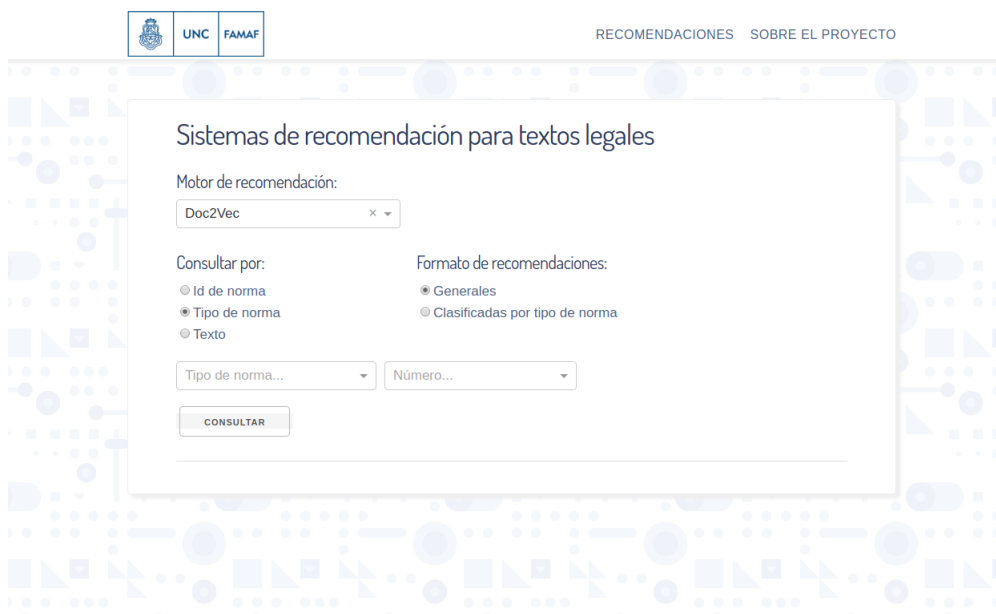 UNC FAMAF RECOMENDACIONES SOBRE EL PROYECTO
Sistemas de recomendación para textos legales
Motor de recomendación:
Doc2Vec × 
Consultar por: Formato de recomendaciones:
Id de norma Generales
Tipo de norma Clasificadas por tipo de norma
Texto
Tipo de norma... Número...
CONSULTAR